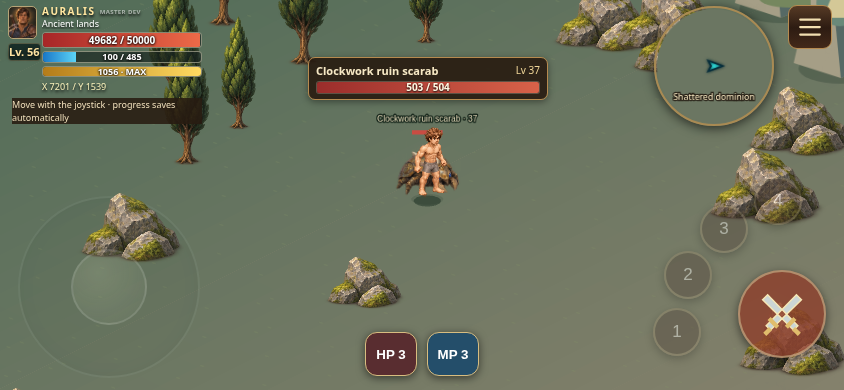 AURALIS MASTER DEV
Ancient lands
49682 / 50000
Lv. 56
100 / 485
1056 · MAX
X 7201 / Y 1539
Move with the joystick · progress saves
automatically
Clockwork ruin scarab Lv 37
503 / 504
Clockwork ruin scarab · 37
Shattered dominion
4
3
2
1
HP 3
MP 3